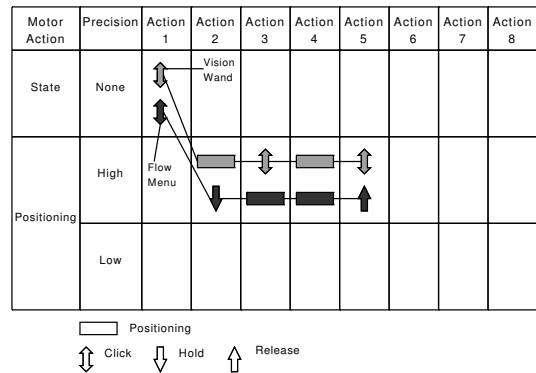 Motor Action
Precision
Action 1
Action 2
Action 3
Action 4
Action 5
Action 6
Action 7
Action 8
State
None
Vision
Wand
Flow
Menu
High
Positioning
Low
Positioning
Click
Hold
Release